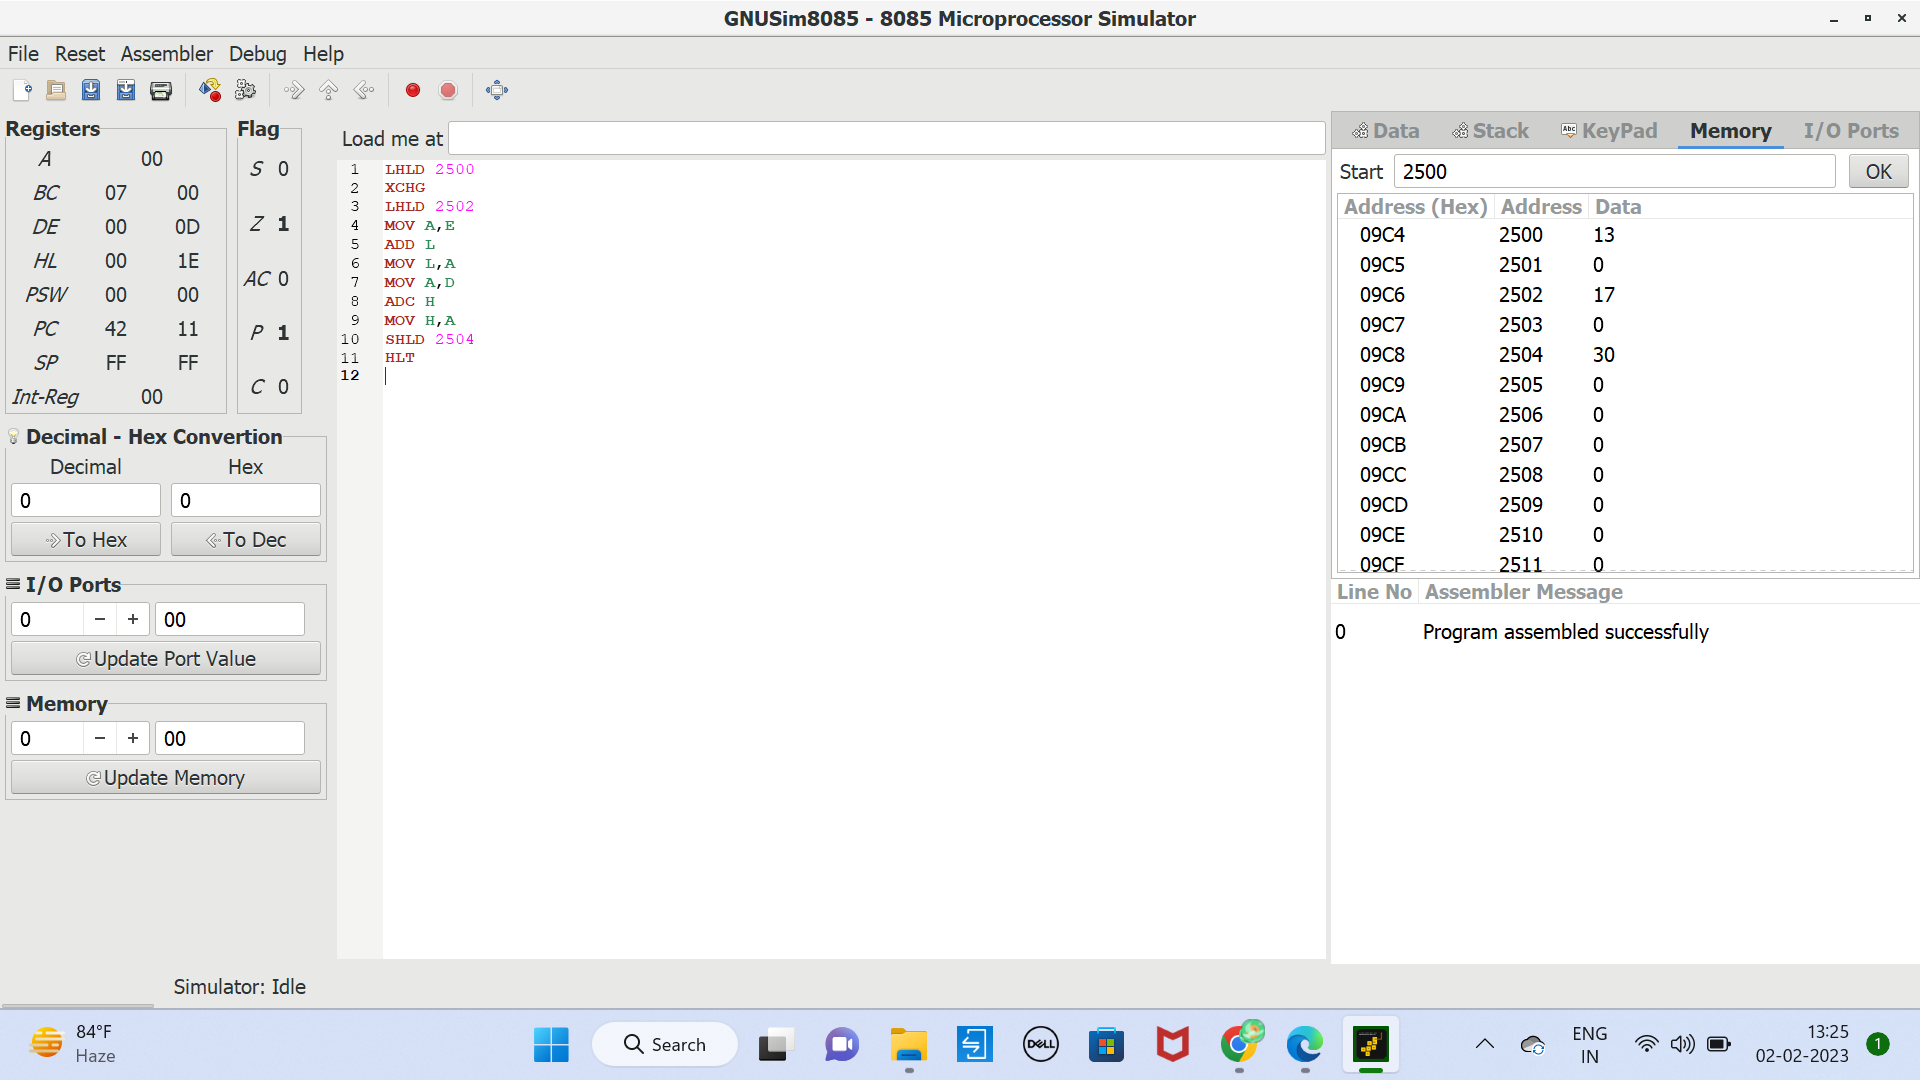 GNUSim8085 - 8085 Microprocessor Simulator
File Reset Assembler Debug Help
Registers
A 00
BC 07 00
DE 00 0D
HL 00 1E
PSW 00 00
PC 42 11
SP FF FF
Int-Reg 00
Flag
S 0
Z 1
AC 0
P 1
C 0
Decimal - Hex Convertion
Decimal Hex
0 0
To Hex To Dec
I/O Ports
0 − + 00
Update Port Value
Memory
0 − + 00
Update Memory
Simulator: Idle
Load me at
1 LHLD 2500
2 XCHG
3 LHLD 2502
4 MOV A,E
5 ADD L
6 MOV L,A
7 MOV A,D
8 ADC H
9 MOV H,A
10 SHLD 2504
11 HLT
12
Data Stack Abc KeyPad Memory I/O Ports
Start 2500 OK
Address (Hex) Address Data
09C4 2500 13
09C5 2501 0
09C6 2502 17
09C7 2503 0
09C8 2504 30
09C9 2505 0
09CA 2506 0
09CB 2507 0
09CC 2508 0
09CD 2509 0
09CE 2510 0
09CF 2511 0
Line No Assembler Message
0 Program assembled successfully
84°F
Haze
Search
DELL
ENG
IN
13:25
02-02-2023
1